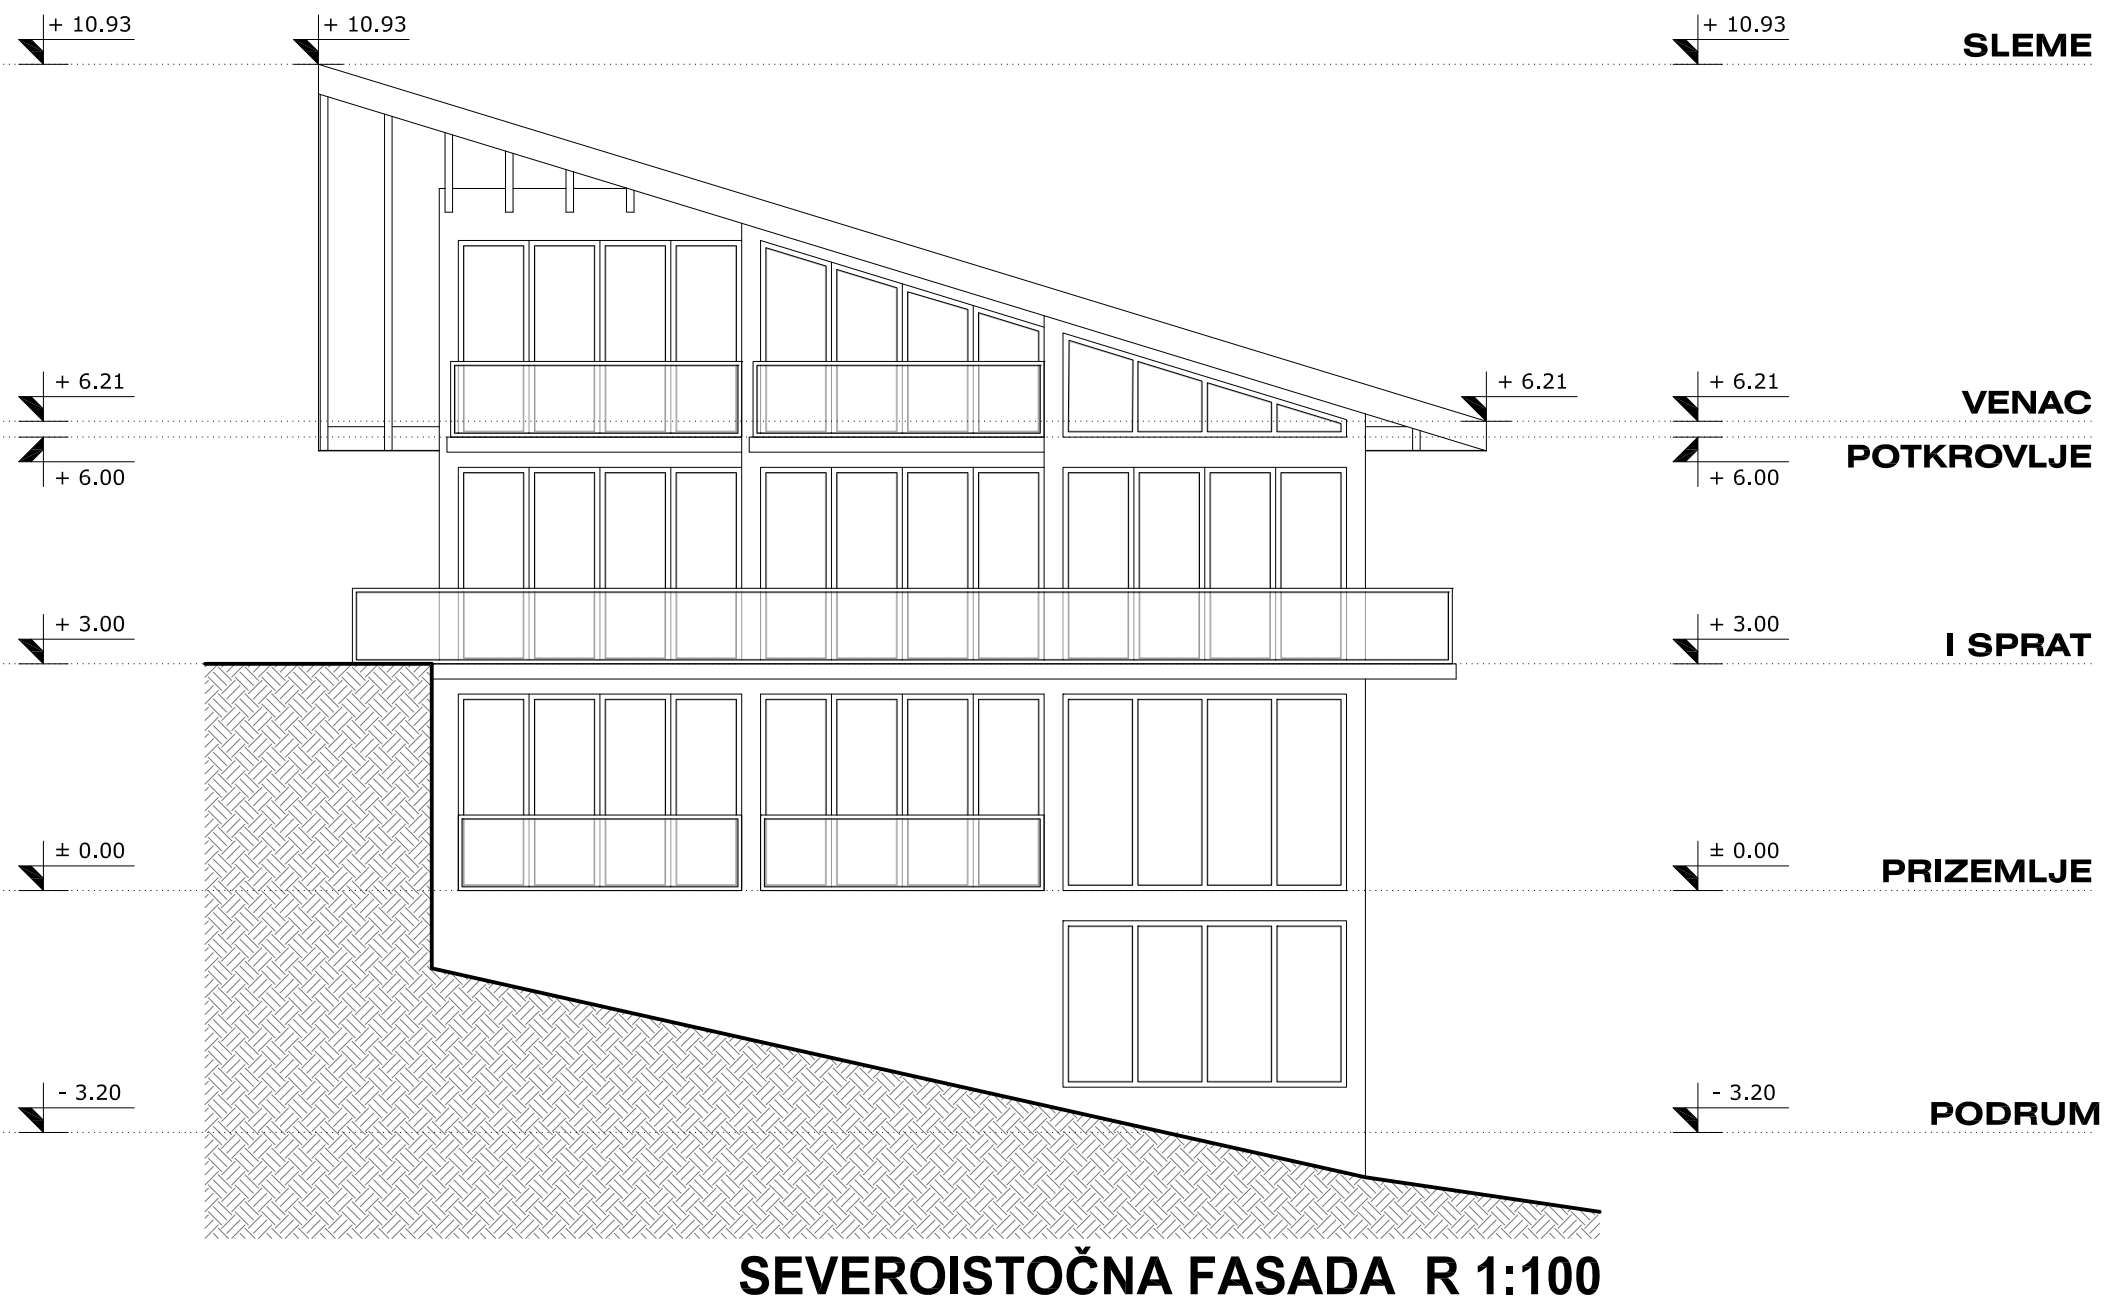 + 10.93 + 10.93 + 10.93 SLEME
+ 6.21 + 6.21 + 6.21 VENAC
POTKROVLJE
+ 6.00 + 6.00
+ 3.00 + 3.00 I SPRAT
± 0.00 ± 0.00 PRIZEMLJE
- 3.20 - 3.20 PODRUM
SEVEROISTOČNA FASADA R 1:100